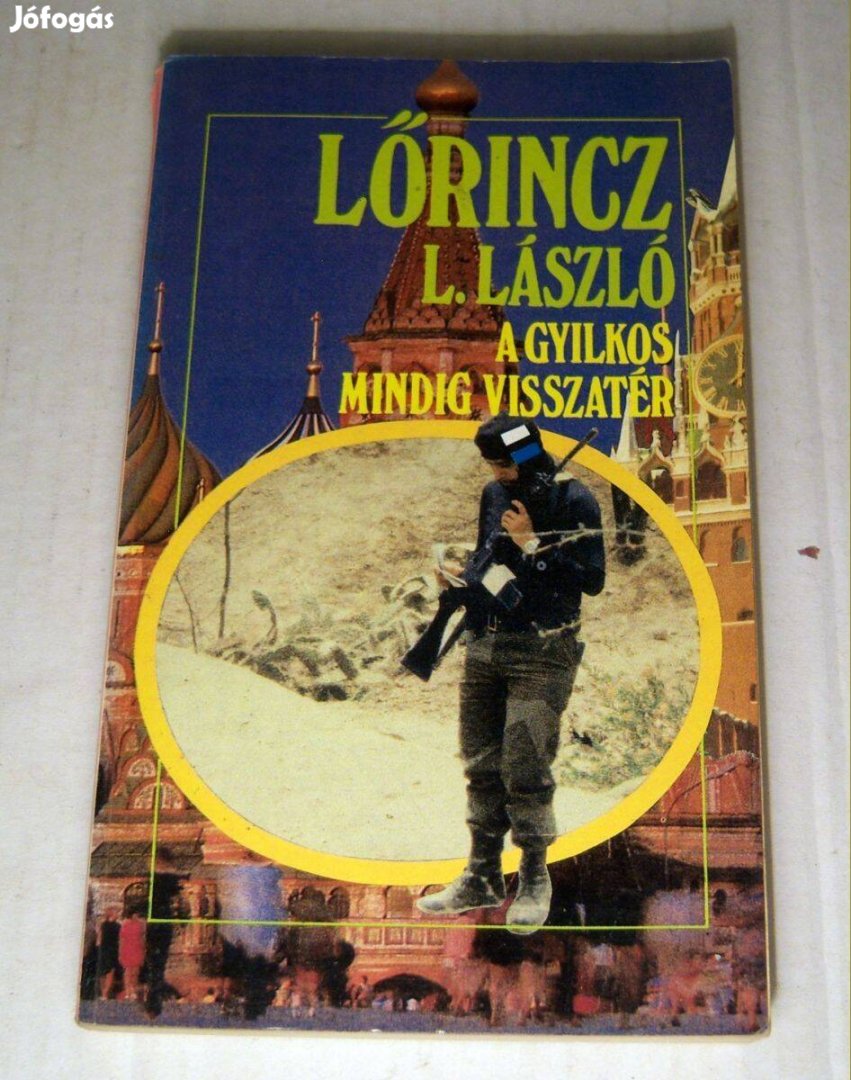 Jófogás
LŐRINCZ
L. LÁSZLÓ
A GYILKOS
MINDIG VISSZATÉR